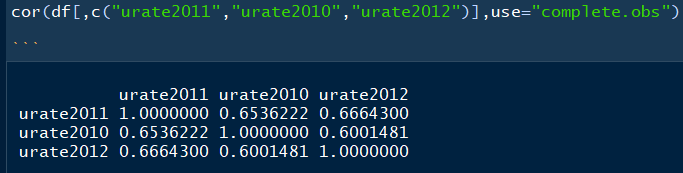 cor(df[,c("urate2011","urate2010","urate2012")],use="complete.obs")
```
          urate2011 urate2010 urate2012
urate2011 1.0000000 0.6536222 0.6664300
urate2010 0.6536222 1.0000000 0.6001481
urate2012 0.6664300 0.6001481 1.0000000